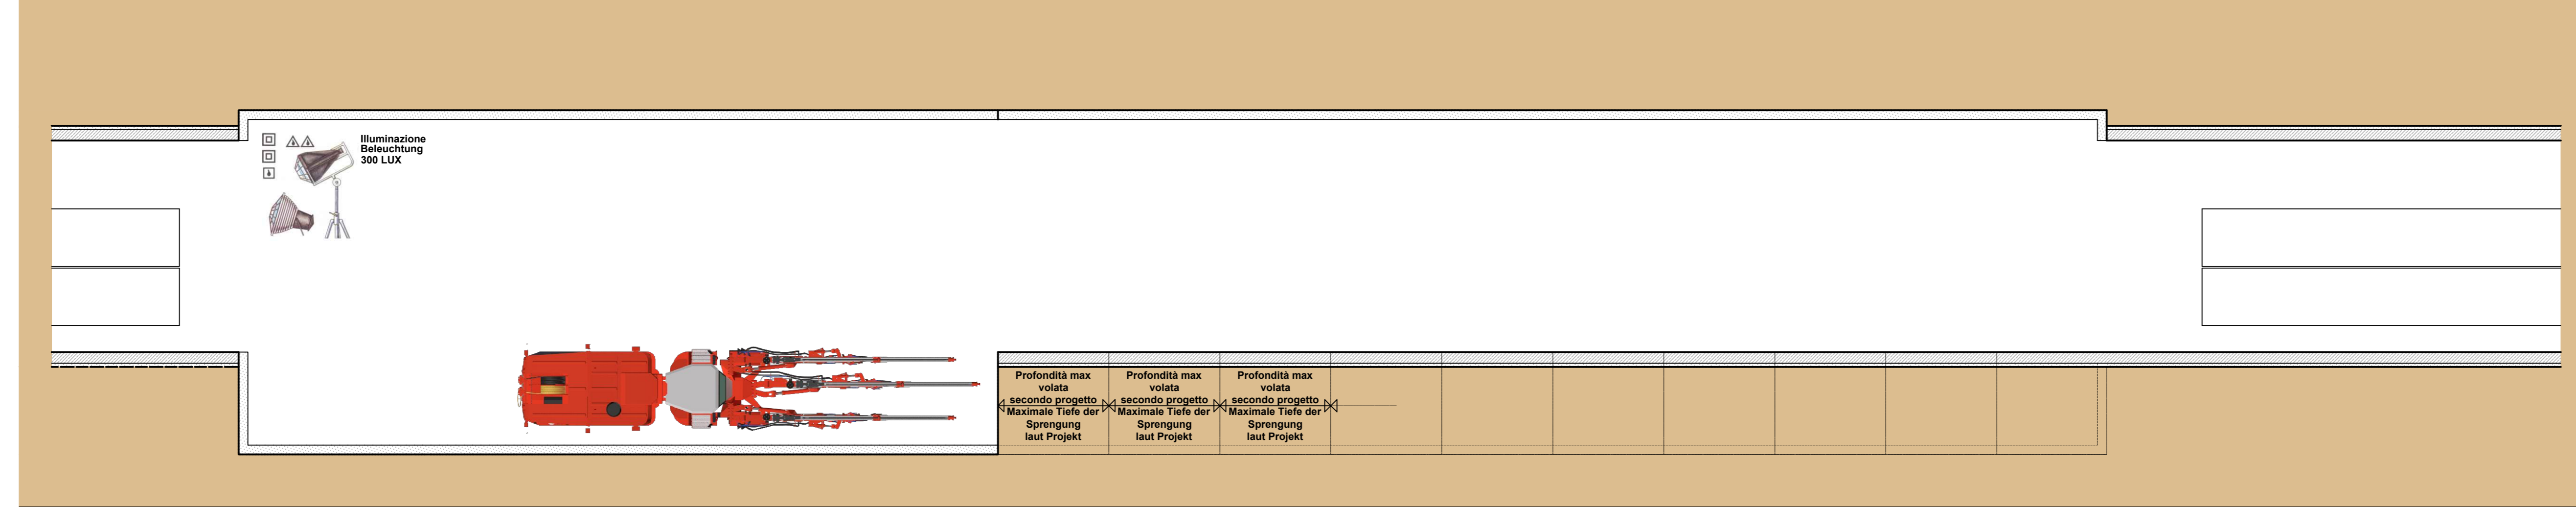 Illuminazione
Beleuchtung
300 LUX
Profondità max
volata
secondo progetto
Maximale Tiefe der
Sprengung
laut Projekt
Profondità max
volata
secondo progetto
Maximale Tiefe der
Sprengung
laut Projekt
Profondità max
volata
secondo progetto
Maximale Tiefe der
Sprengung
laut Projekt